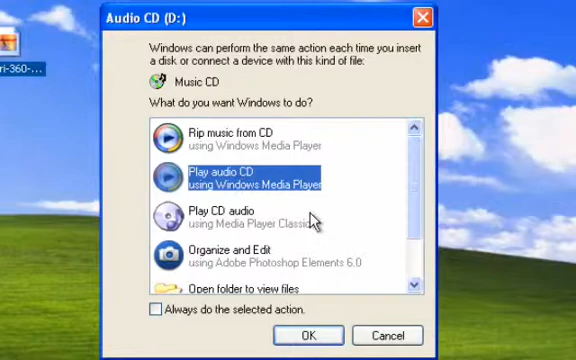 Audio CD (D:)
Windows can perform the same action each time you insert
a disk or connect a device with this kind of file:
Music CD
What do you want Windows to do?
Rip music from CD
using Windows Media Player
Play audio CD
using Windows Media Player
Play CD audio
using Media Player Classic
Organize and Edit
using Adobe Photoshop Elements 6.0
Open folder to view files
Always do the selected action.
OK
Cancel
ri-360-...